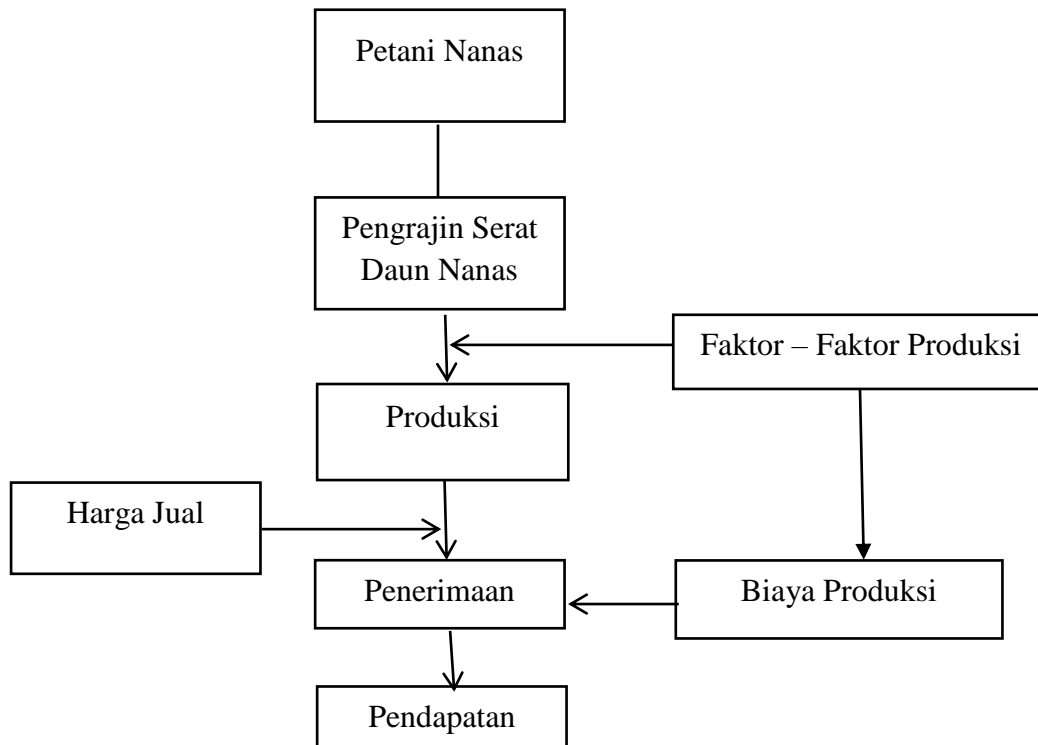 Petani Nanas
Pengrajin Serat
Daun Nanas
Faktor – Faktor Produksi
Produksi
Harga Jual
Penerimaan
Biaya Produksi
Pendapatan